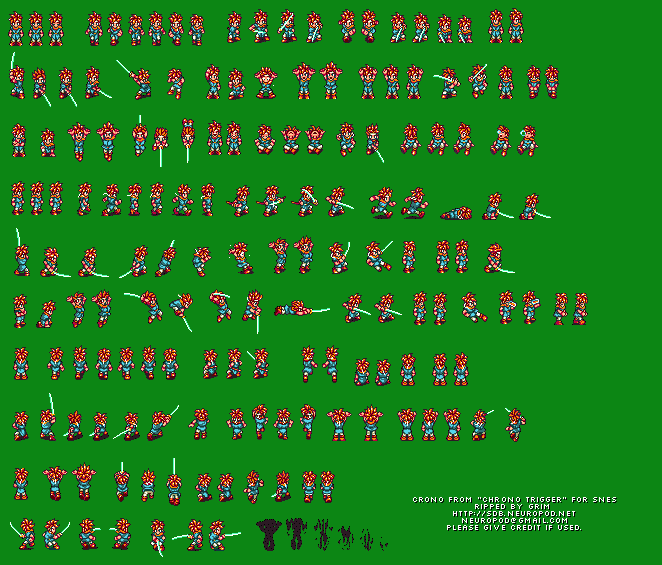 CRONO FROM "CHRONO TRIGGER" FOR SNES
RIPPED BY GRIM
HTTP://SDB.NEUROPOD.NET
NEUROPOD@GMAIL.COM
PLEASE GIVE CREDIT IF USED.